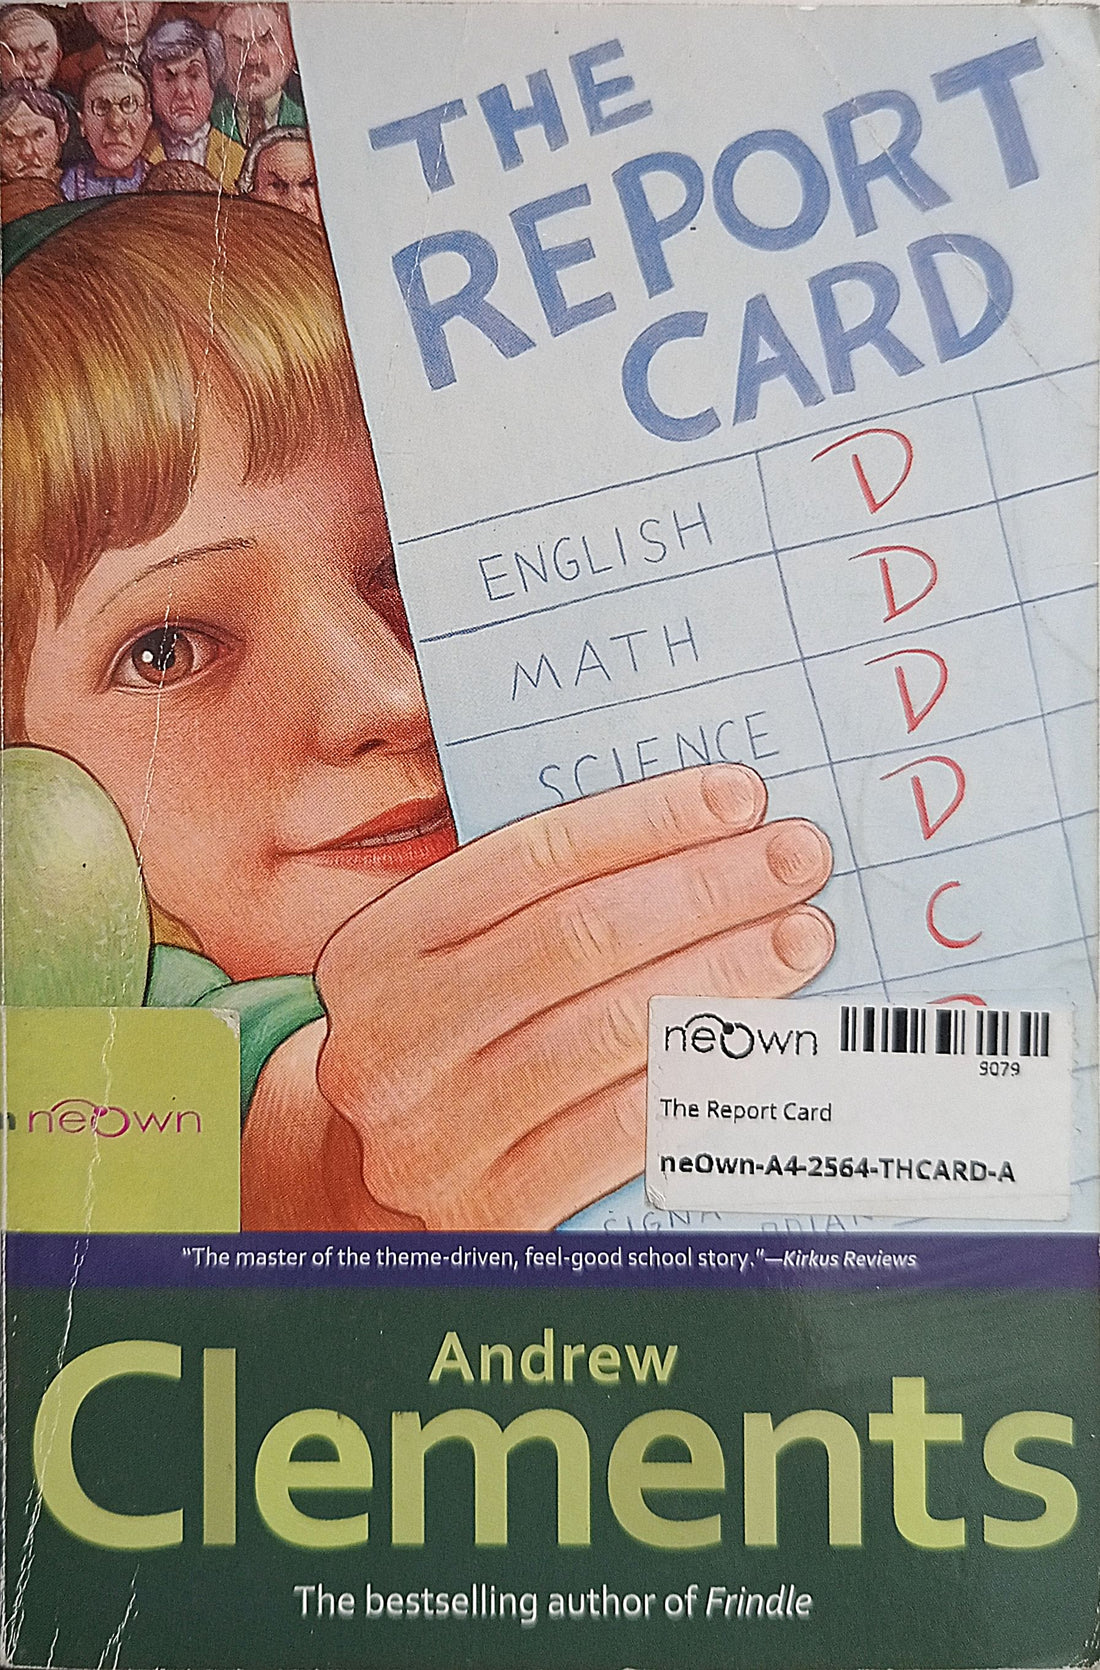 THE
REPORT
CARD
ENGLISH D
MATH D
SCIENCE D
D
C
neOwn
9079
The Report Card
neOwn-A4-2564-THCARD-A
neOwn
"The master of the theme-driven, feel-good school story."—Kirkus Reviews
Andrew
Clements
The bestselling author of Frindle